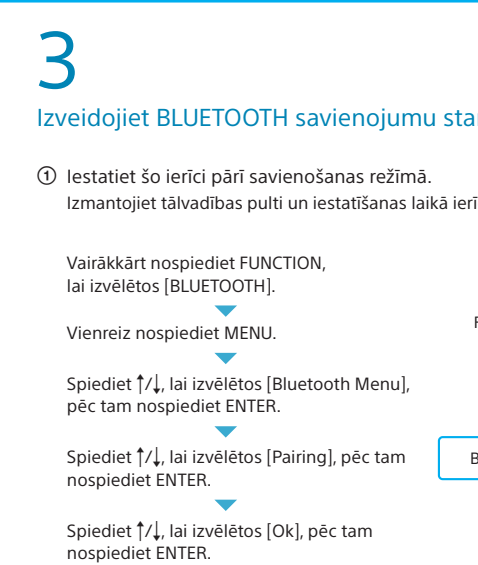 3
Izveidojiet BLUETOOTH savienojumu
① Iestatiet šo ierīci pārī savienošanas režīmā.
Izmantojiet tālvadības pulti un iestatīšanas laikā
Vairākkārt nospiediet FUNCTION,
lai izvēlētos [BLUETOOTH].
Vienreiz nospiediet MENU.
Spiediet ↑/↓, lai izvēlētos [Bluetooth Menu],
pēc tam nospiediet ENTER.
Spiediet ↑/↓, lai izvēlētos [Pairing], pēc tam
nospiediet ENTER.
Spiediet ↑/↓, lai izvēlētos [Ok], pēc tam
nospiediet ENTER.